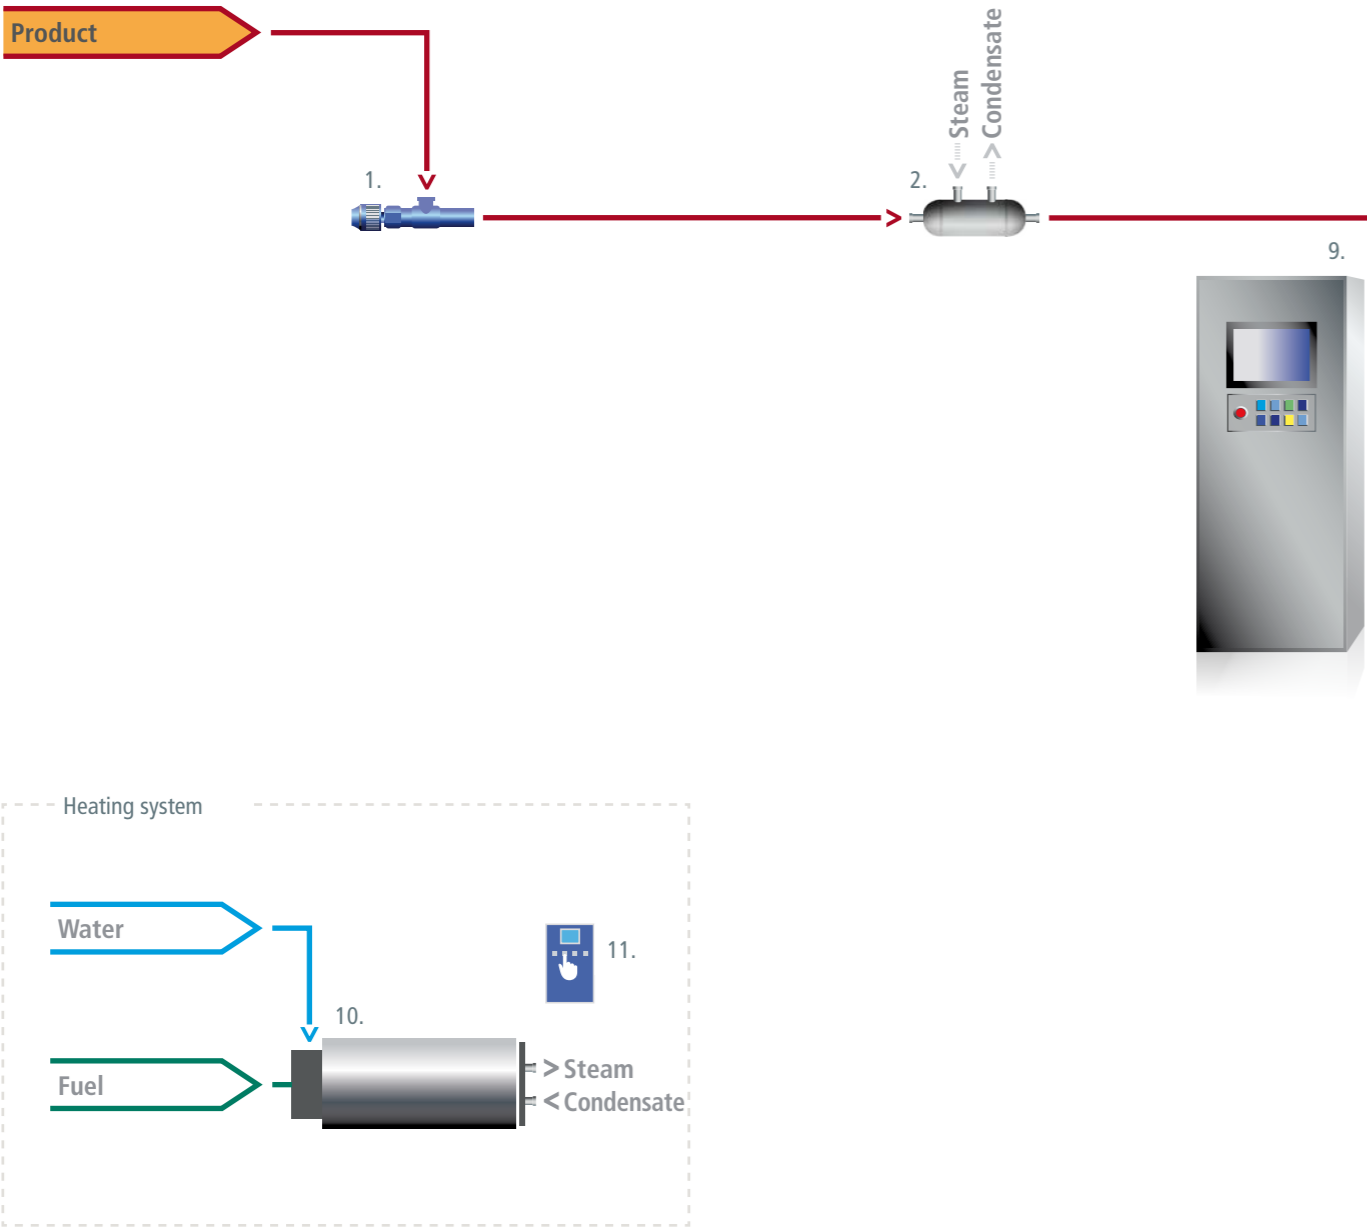 Product
Steam
Condensate
1.
2.
9.
Heating system
Water
11.
10.
Fuel
> Steam
< Condensate